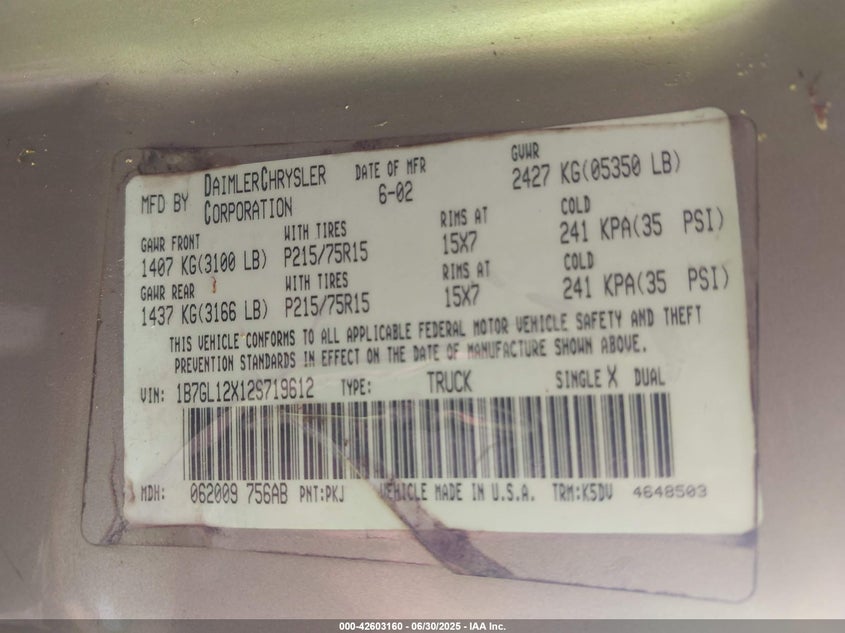 MFD BY DAIMLERCHRYSLER CORPORATION
DATE OF MFR 6-02
GVWR 2427 KG(05350 LB)
GAWR FRONT WITH TIRES RIMS AT COLD
1407 KG(3100 LB) P215/75R15 15X7 241 KPA(35 PSI)
GAWR REAR WITH TIRES RIMS AT COLD
1437 KG(3166 LB) P215/75R15 15X7 241 KPA(35 PSI)
THIS VEHICLE CONFORMS TO ALL APPLICABLE FEDERAL MOTOR VEHICLE SAFETY AND THEFT
PREVENTION STANDARDS IN EFFECT ON THE DATE OF MANUFACTURE SHOWN ABOVE.
VIN: 1B7GL12X12S719612 TYPE: TRUCK SINGLE X DUAL
MDH: 062009 756AB PNT:PKJ VEHICLE MADE IN U.S.A. TRM:K5DV 4648503
000-42603160 - 06/30/2025 - IAA Inc.